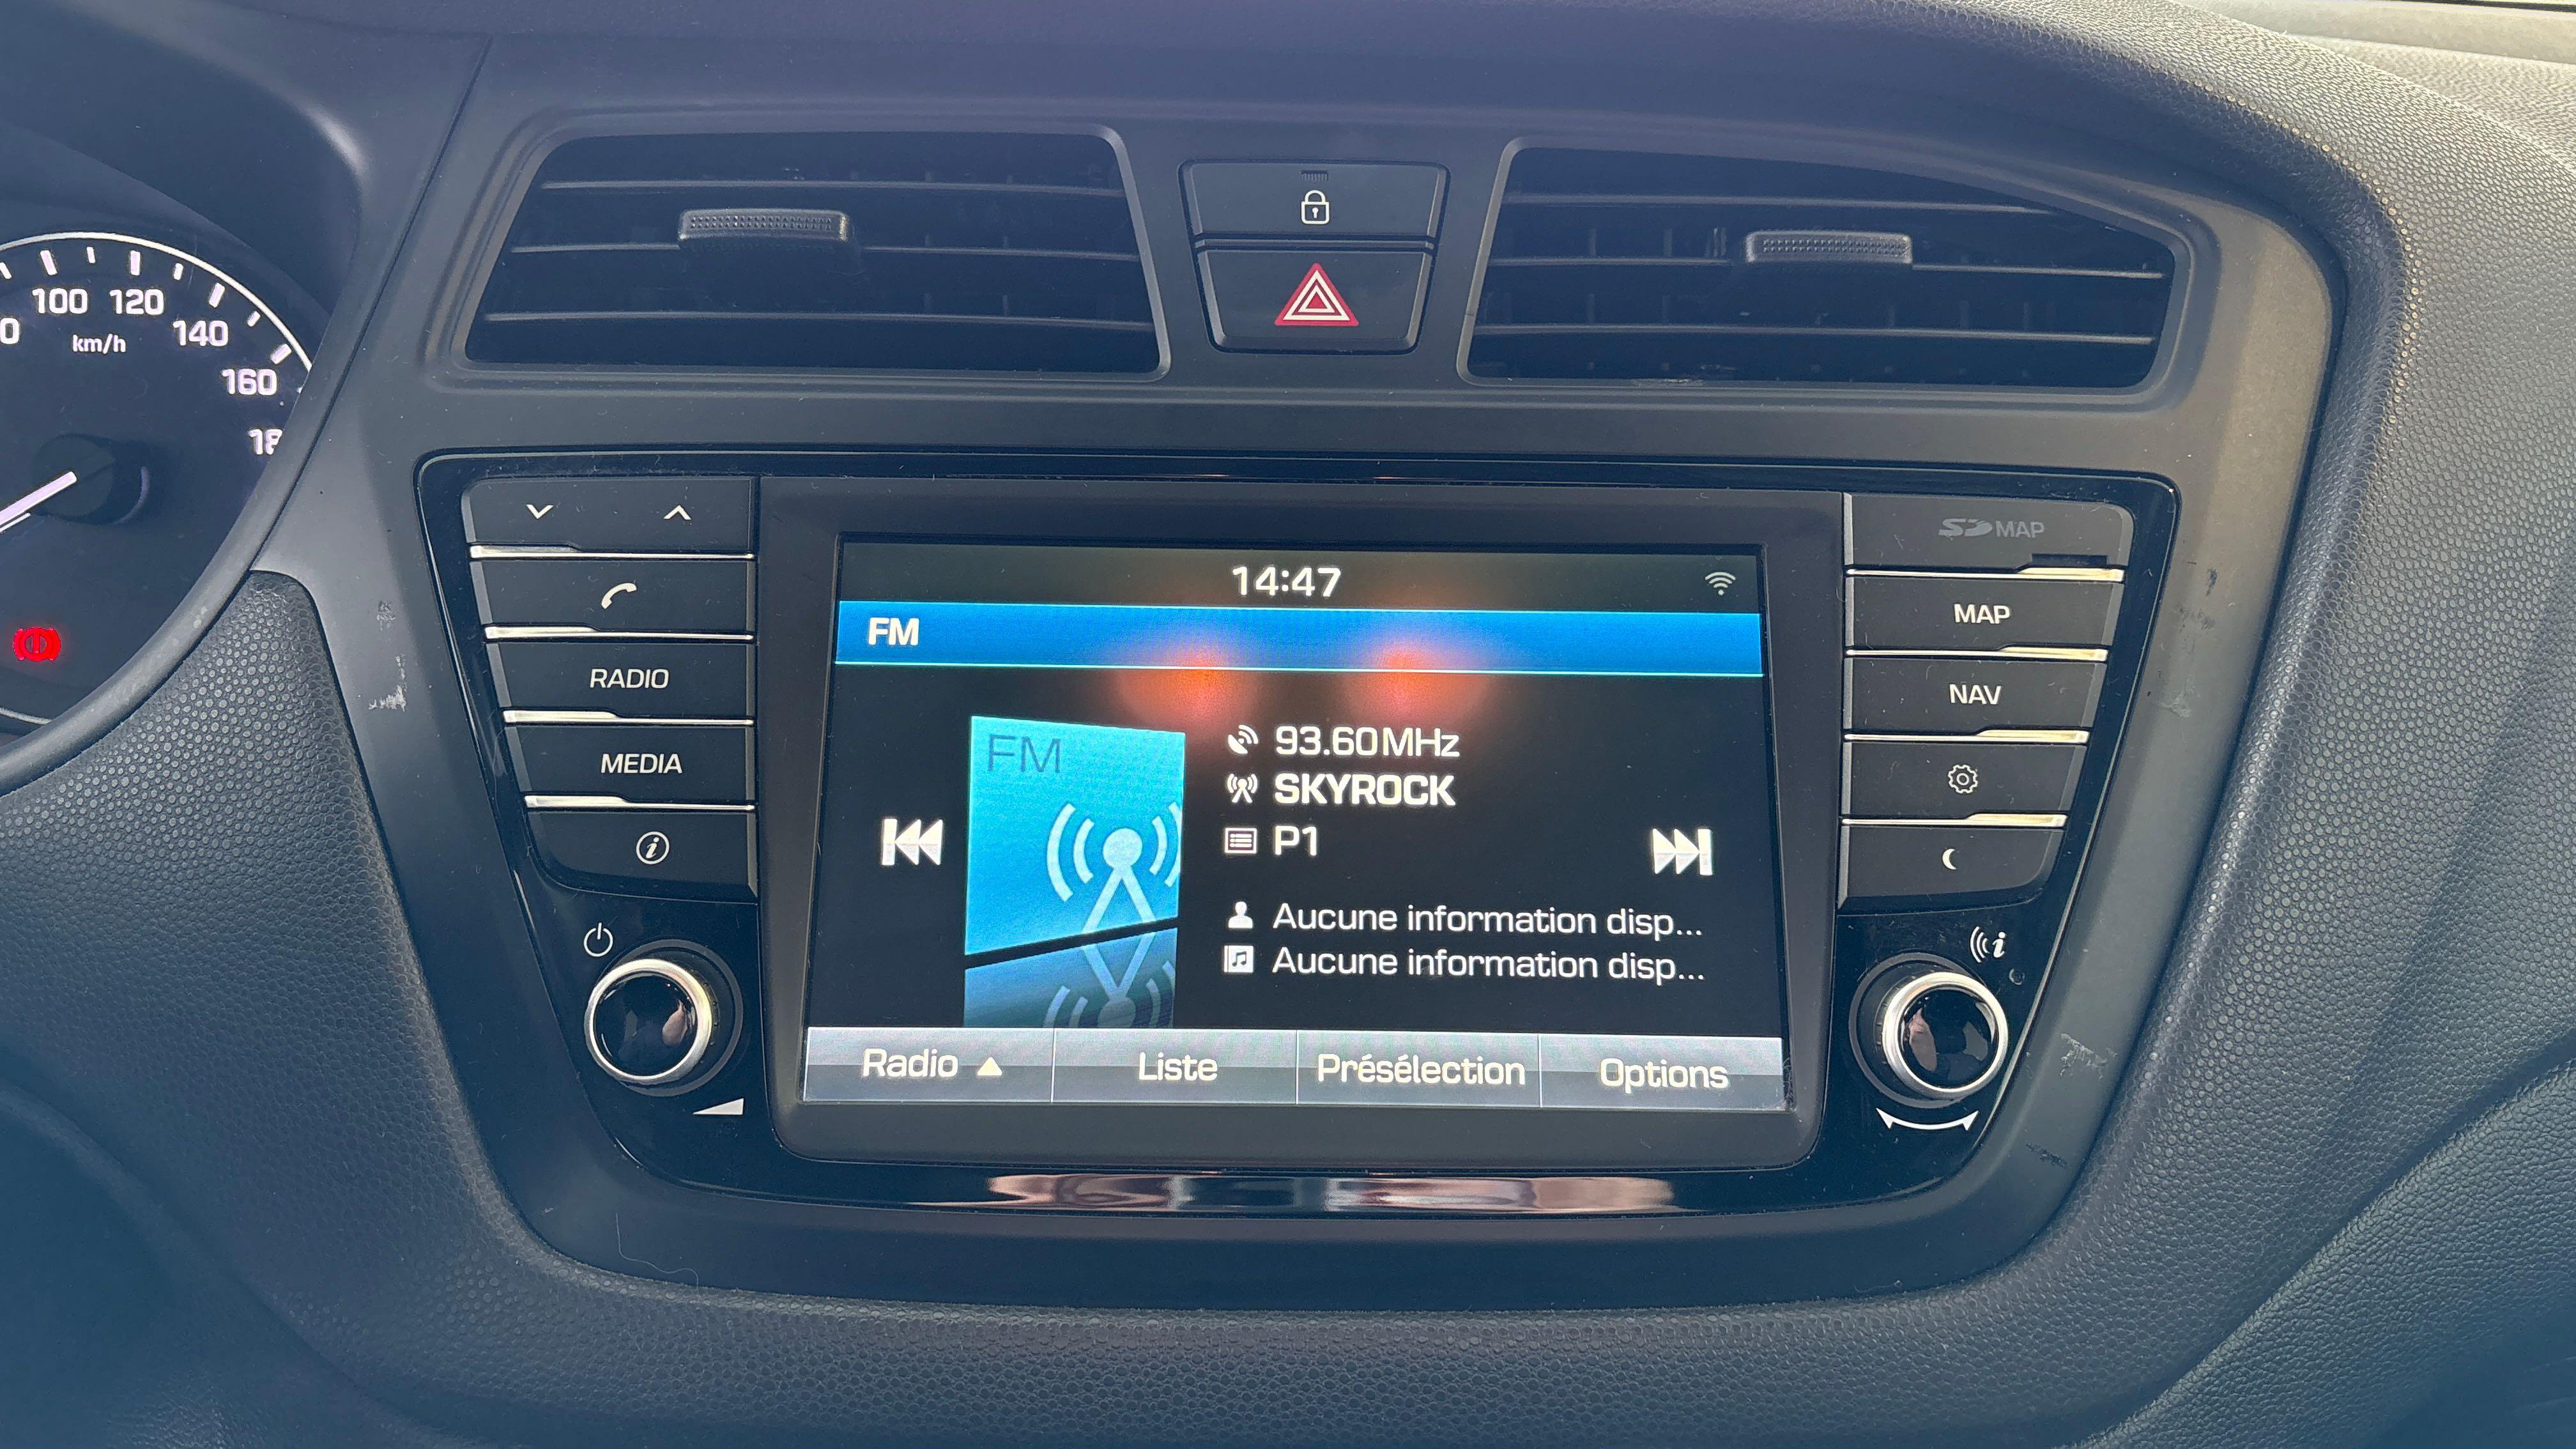 100 120
140
km/h
160
SD MAP
14:47
MAP
FM
RADIO
NAV
FM
93.60MHz
SKYROCK
MEDIA
P1
Aucune information disp...
Aucune information disp...
Radio
Liste
Présélection
Options